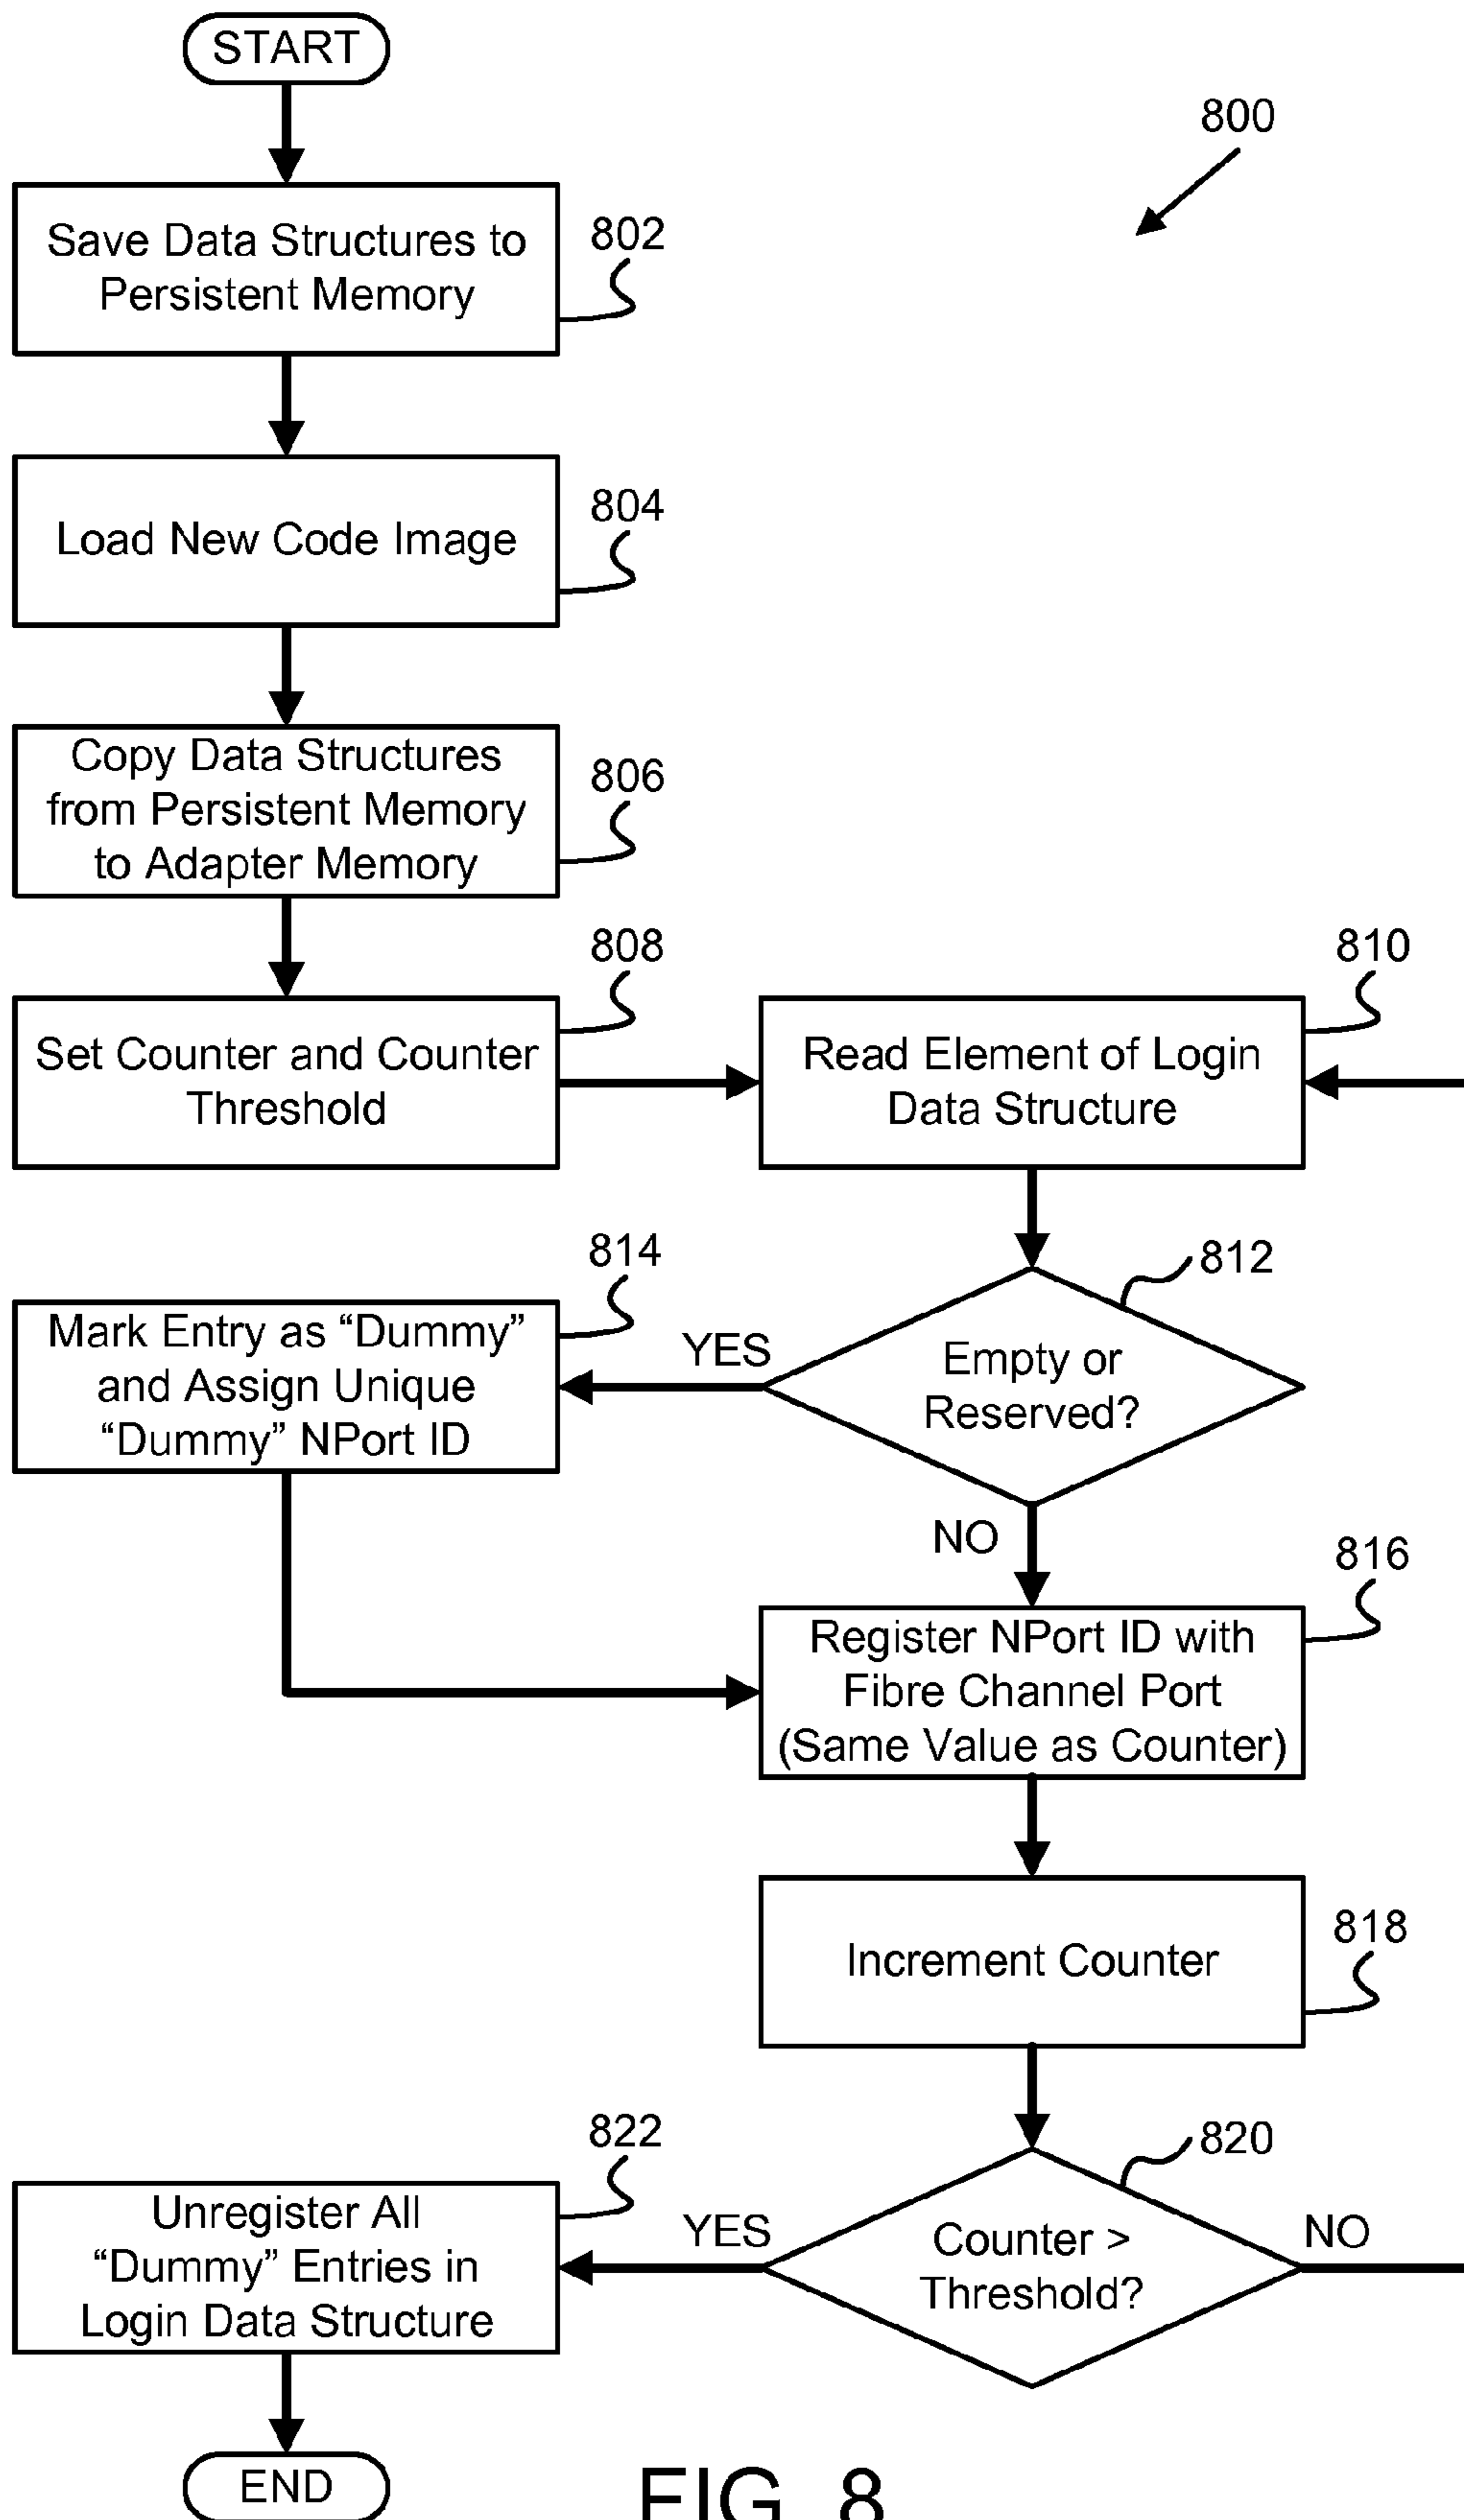 START
800
Save Data Structures to
Persistent Memory
802
Load New Code Image
804
Copy Data Structures
from Persistent Memory
to Adapter Memory
806
Set Counter and Counter
Threshold
808
Read Element of Login
Data Structure
810
Empty or
Reserved?
812
YES
NO
Mark Entry as “Dummy”
and Assign Unique
“Dummy” NPort ID
814
Register NPort ID with
Fibre Channel Port
(Same Value as Counter)
816
Increment Counter
818
Counter >
Threshold?
820
YES
NO
Unregister All
“Dummy” Entries in
Login Data Structure
822
END
FIG. 8